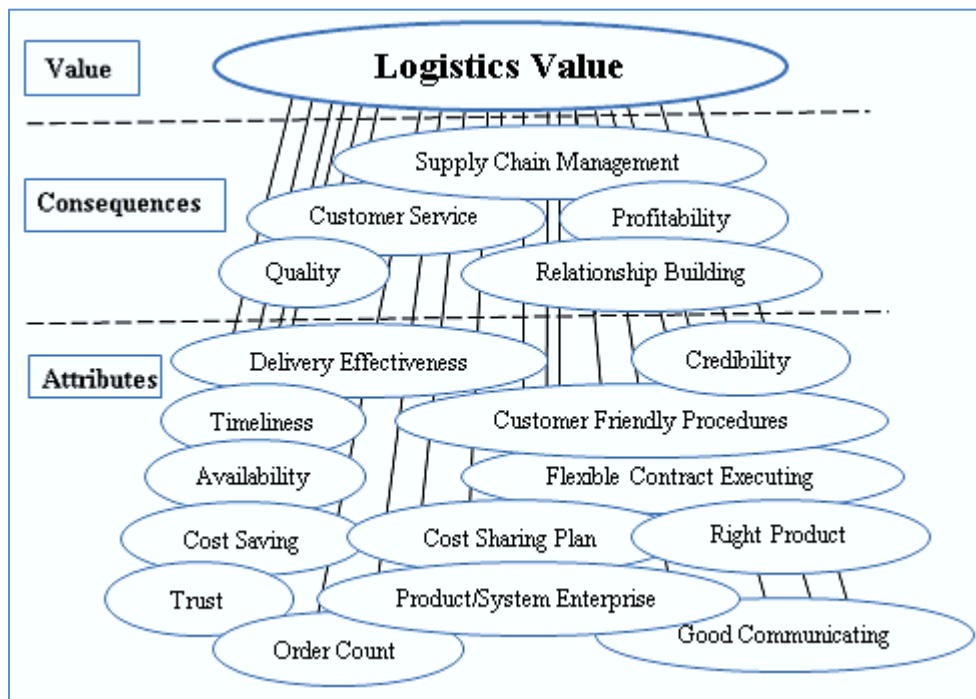 Value
Logistics Value
Supply Chain Management
Consequences
Customer Service
Profitability
Quality
Relationship Building
Delivery Effectiveness
Credibility
Attributes
Timeliness
Customer Friendly Procedures
Availability
Flexible Contract Executing
Cost Saving
Cost Sharing Plan
Right Product
Trust
Product/System Enterprise
Order Count
Good Communicating